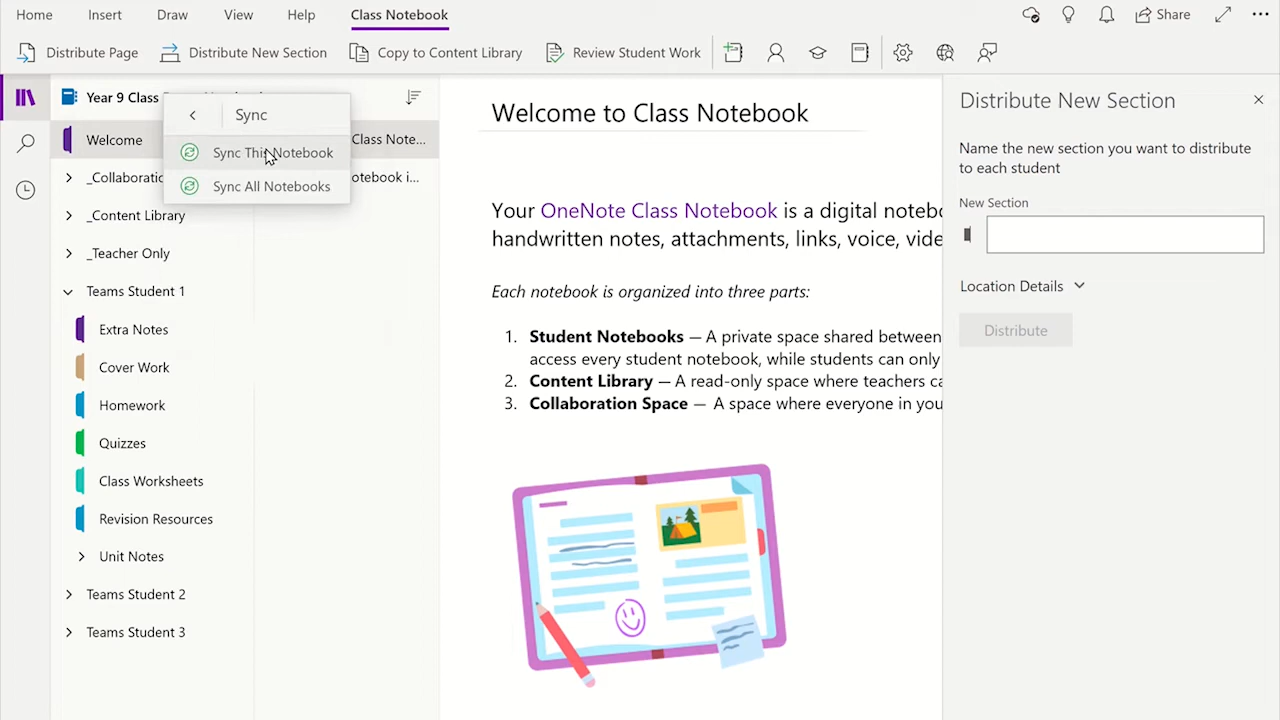 Home Insert Draw View Help Class Notebook Share
Distribute Page Distribute New Section Copy to Content Library Review Student Work
Year 9 Class
Sync
Sync This Notebook
Sync All Notebooks
Welcome
_Content Library
_Teacher Only
Teams Student 1
Extra Notes
Cover Work
Homework
Quizzes
Class Worksheets
Revision Resources
Unit Notes
Teams Student 2
Teams Student 3
Class Note...
Welcome to Class Notebook
Your OneNote Class Notebook is a digital
handwritten notes, attachments, links, voice,
Each notebook is organized into three parts:
1. Student Notebooks — A private space shared between
access every student notebook, while students can only
2. Content Library — A read-only space where teachers
3. Collaboration Space — A space where everyone in you
Distribute New Section
Name the new section you want to distribute
to each student
New Section
Location Details
Distribute